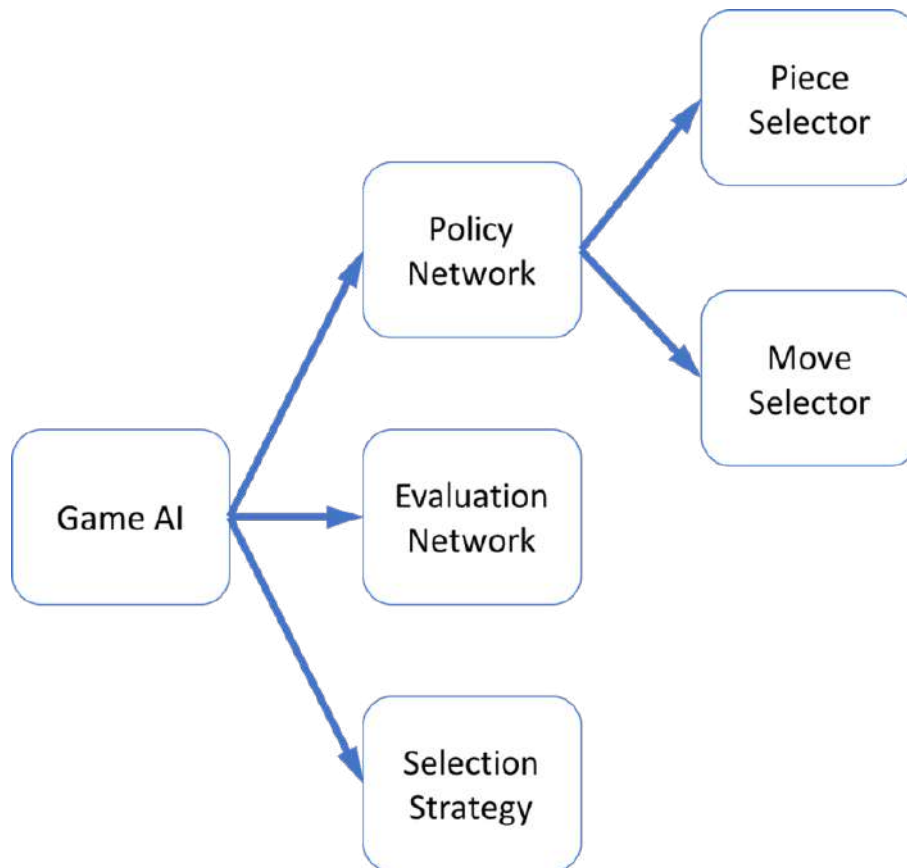 Piece
Selector
Policy
Network
Move
Selector
Game AI
Evaluation
Network
Selection
Strategy